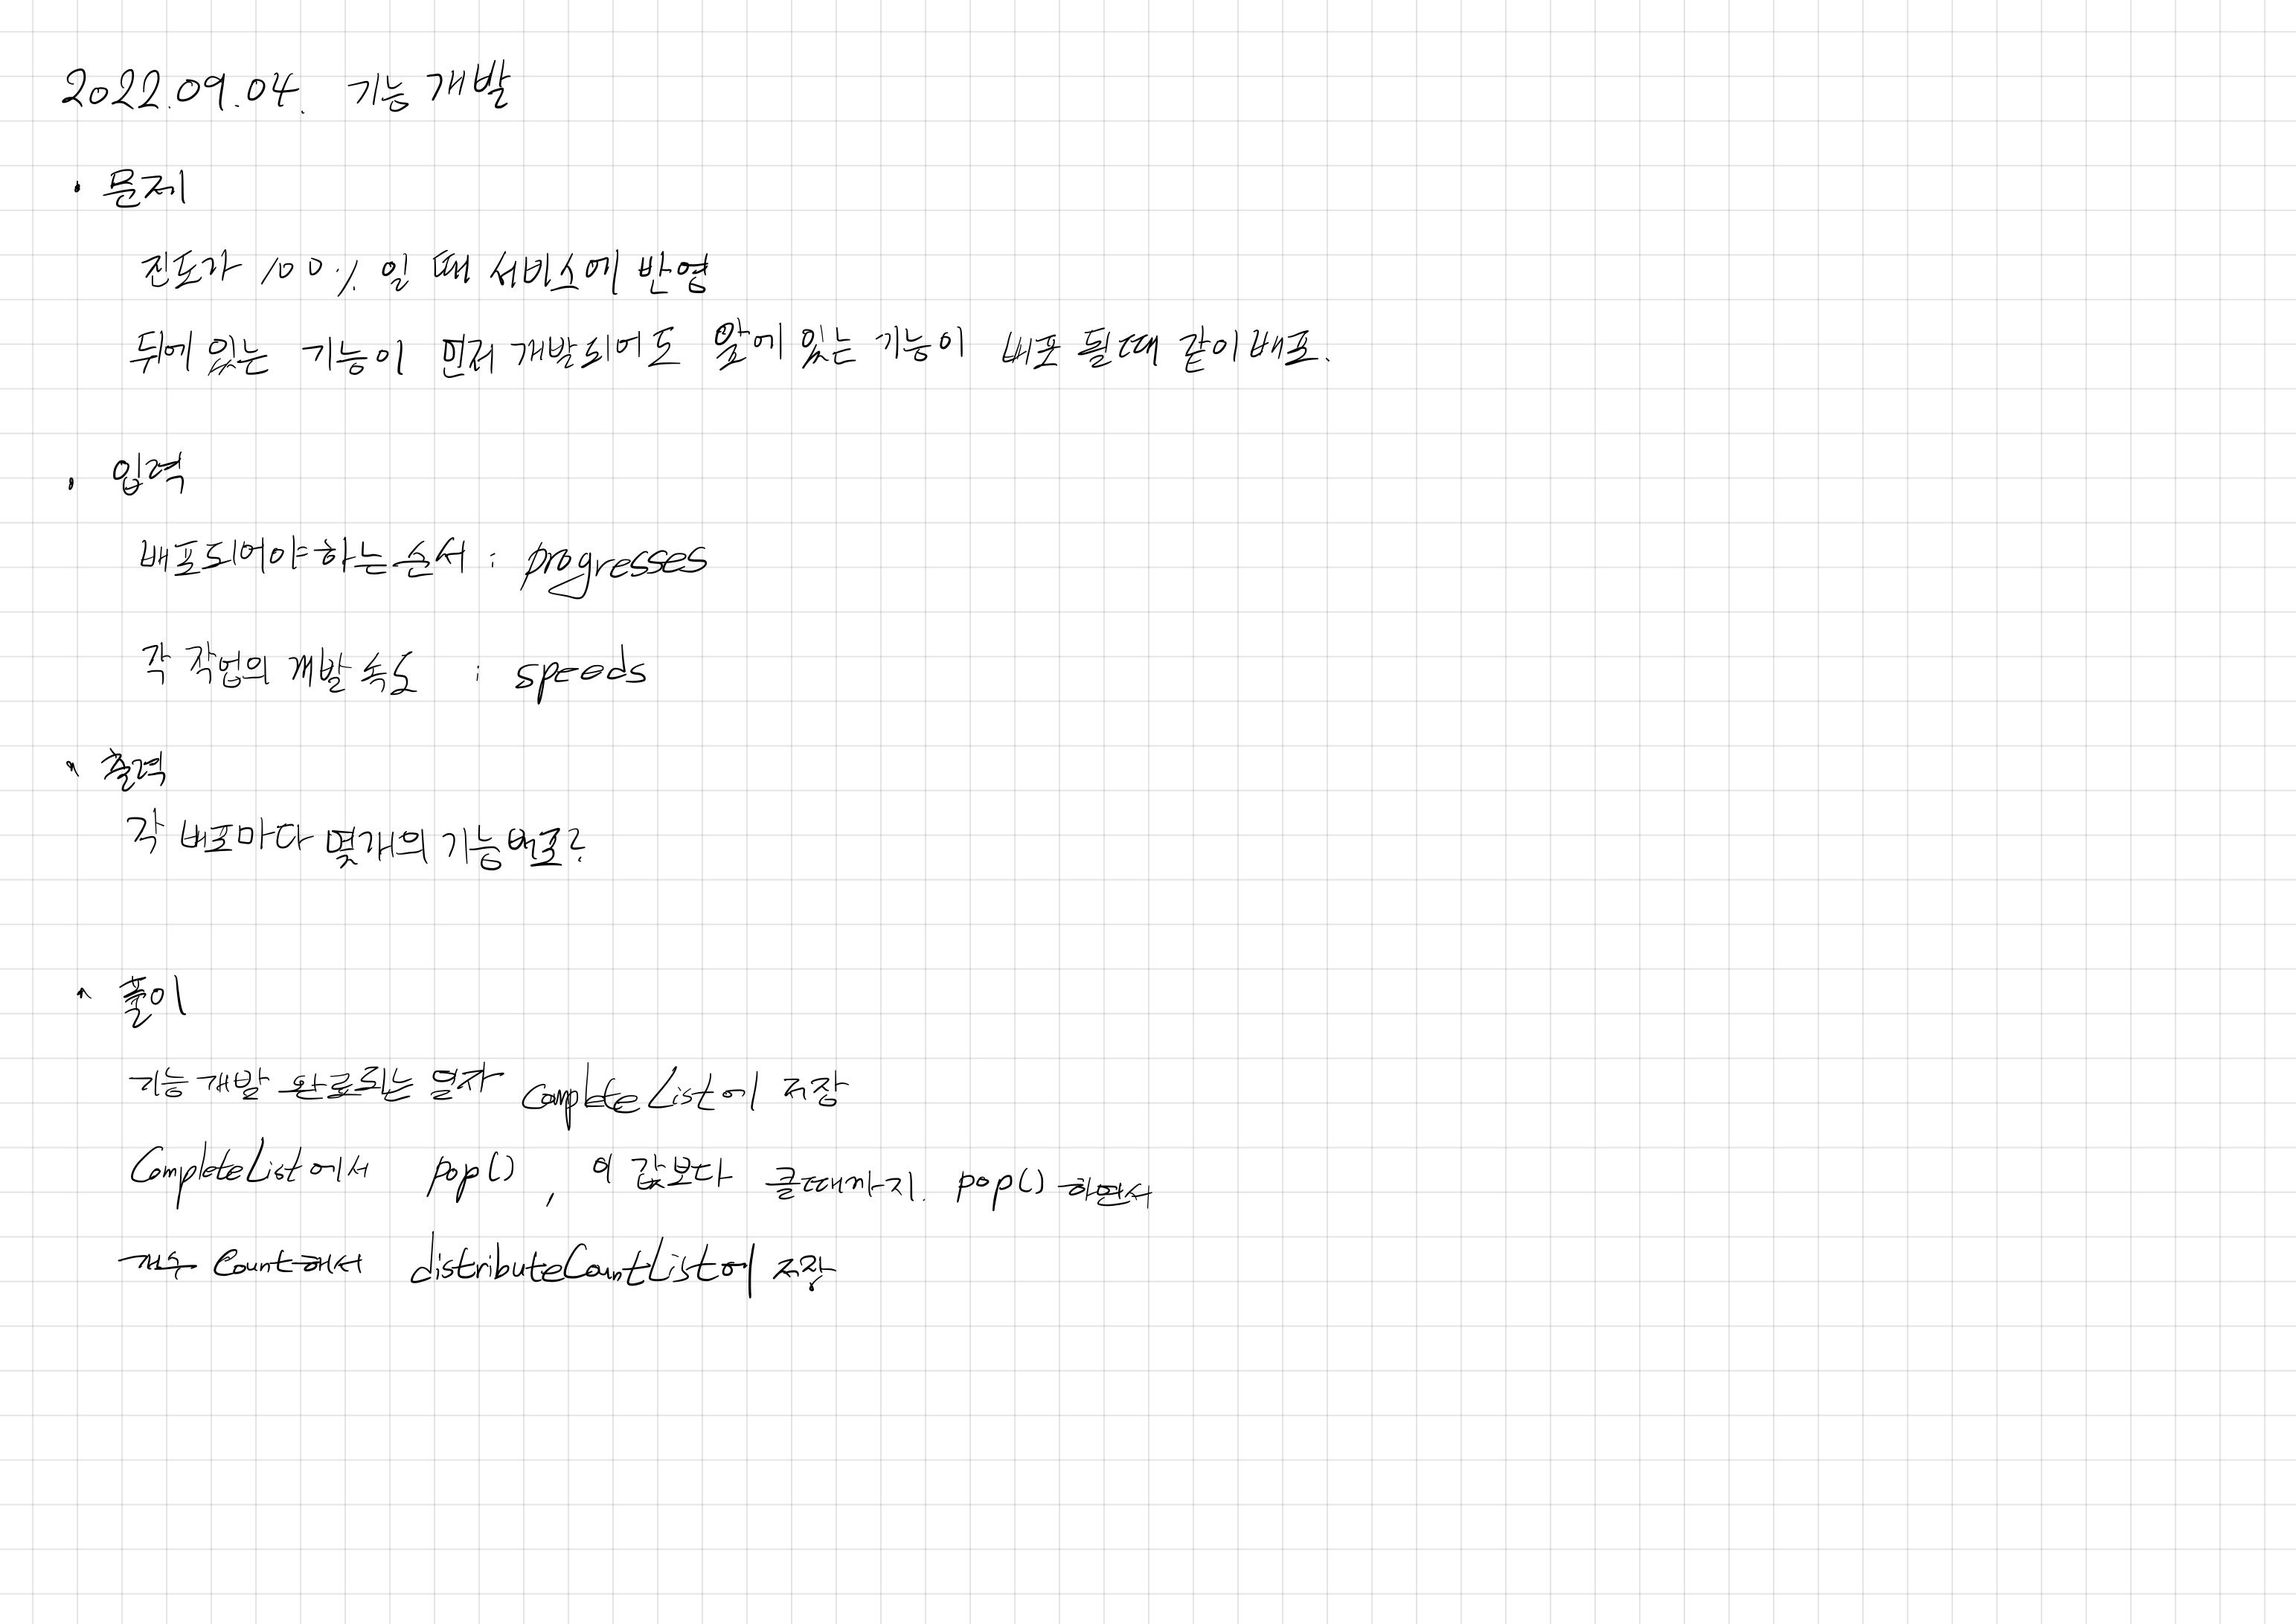 2022.09.04. 기능 개발
· 문제
진도가 100% 일 때 서비스에 반영
뒤에 있는 기능이 먼저 개발되어도 앞에 있는 기능이 배포 될때 같이 배포.
· 입력
배포되어야하는 순서 : progresses
각 작업의 개발 속도 : speeds
· 출력
각 배포마다 몇개의 기능 배포?
· 풀이
기능 개발 완료되는 일자 CompleteList에 저장
CompleteList에서 pop() , 이 값보다 클때까지. pop() 하면서
개수 Count해서 distributeCountList에 저장